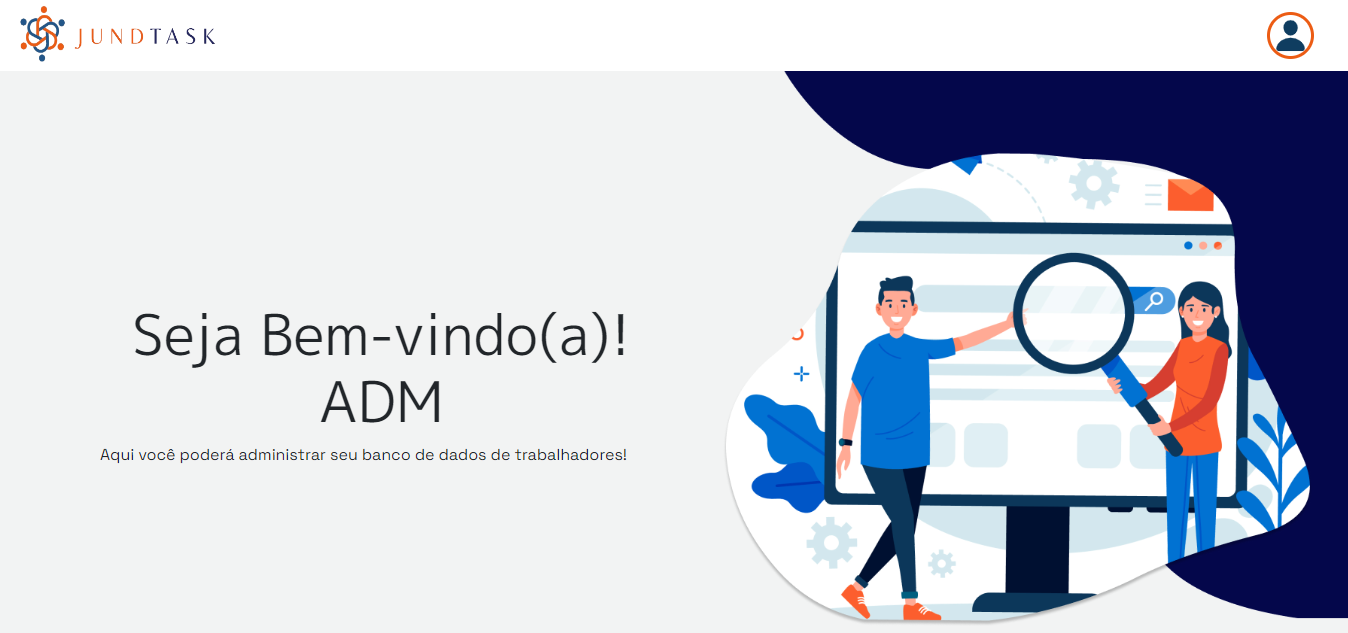 JUNDTASK
Seja Bem-vindo(a)!
ADM
Aqui você poderá administrar seu banco de dados de trabalhadores!